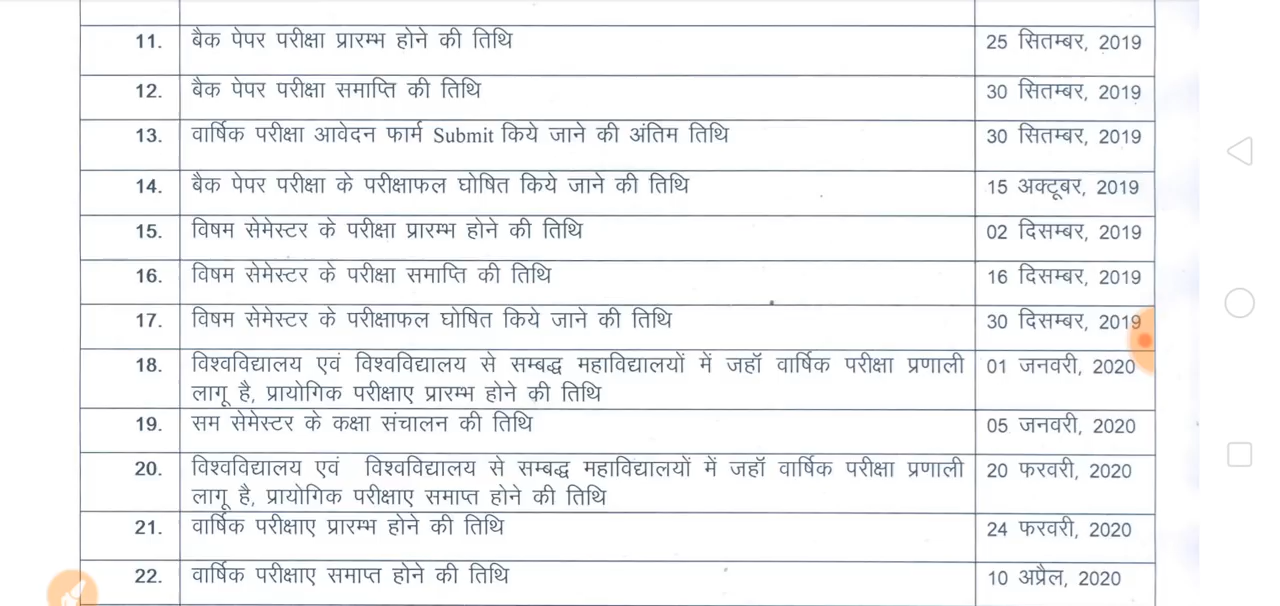 11. बैक पेपर परीक्षा प्रारम्भ होने की तिथि 25 सितम्बर, 2019
12. बैक पेपर परीक्षा समाप्ति की तिथि 30 सितम्बर, 2019
13. वार्षिक परीक्षा आवेदन फार्म Submit किये जाने की अंतिम तिथि 30 सितम्बर, 2019
14. बैक पेपर परीक्षा के परीक्षाफल घोषित किये जाने की तिथि 15 अक्टूबर, 2019
15. विषम सेमेस्टर के परीक्षा प्रारम्भ होने की तिथि 02 दिसम्बर, 2019
16. विषम सेमेस्टर के परीक्षा समाप्ति की तिथि 16 दिसम्बर, 2019
17. विषम सेमेस्टर के परीक्षाफल घोषित किये जाने की तिथि 30 दिसम्बर, 2019
18. विश्वविद्यालय एवं विश्वविद्यालय से सम्बद्ध महाविद्यालयों में जहॉ वार्षिक परीक्षा प्रणाली 01 जनवरी, 2020
लागू है, प्रायोगिक परीक्षाए प्रारम्भ होने की तिथि
19. सम सेमेस्टर के कक्षा संचालन की तिथि 05 जनवरी, 2020
20. विश्वविद्यालय एवं विश्वविद्यालय से सम्बद्ध महाविद्यालयों में जहॉ वार्षिक परीक्षा प्रणाली 20 फरवरी, 2020
लागू है, प्रायोगिक परीक्षाए समाप्त होने की तिथि
21. वार्षिक परीक्षाए प्रारम्भ होने की तिथि 24 फरवरी, 2020
22. वार्षिक परीक्षाए समाप्त होने की तिथि 10 अप्रैल, 2020